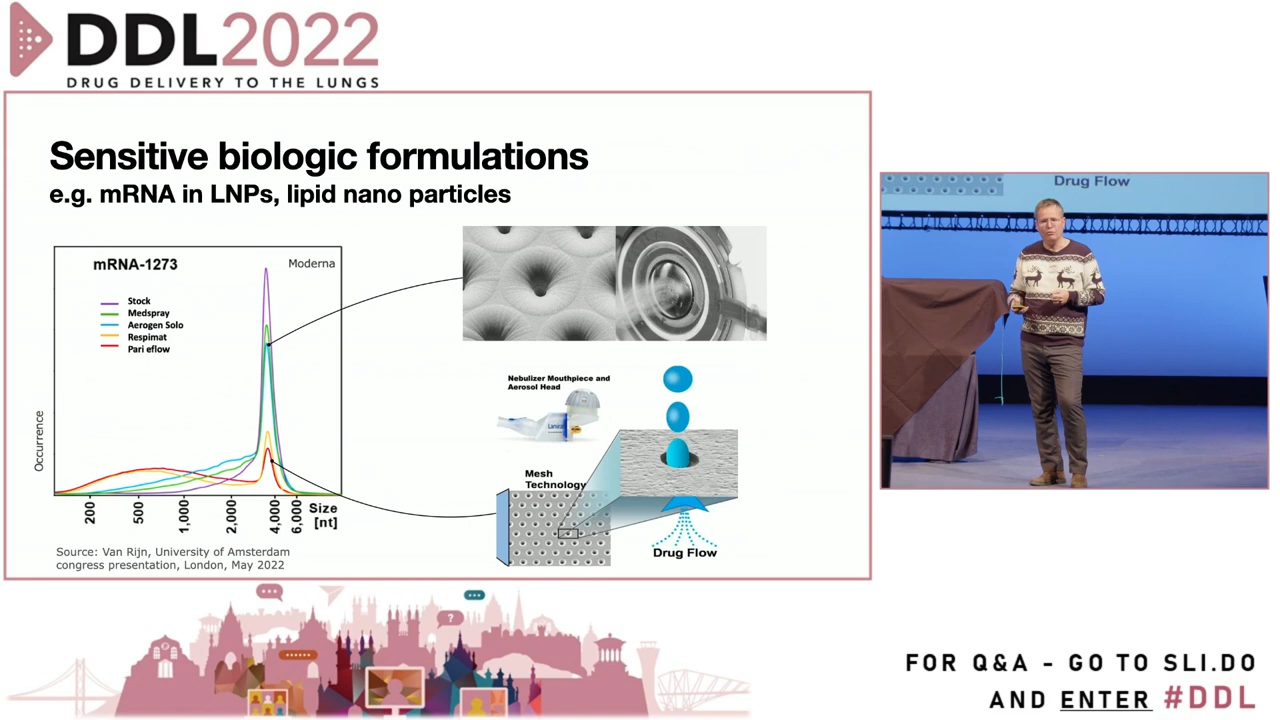 DDL2022
DRUG DELIVERY TO THE LUNGS
Sensitive biologic formulations
e.g. mRNA in LNPs, lipid nano particles
mRNA-1273
Moderna
Stock
Medspray
Aerogen Solo
Respimat
Pari eflow
Occurrence
200
500
1,000
2,000
4,000
6,000
Size
[nt]
Source: Van Rijn, University of Amsterdam
congress presentation, London, May 2022
Nebulizer Mouthpiece and
Aerosol Head
Mesh
Technology
Drug Flow
Drug Flow
?
FOR Q&A - GO TO SLI.DO
AND ENTER #DDL